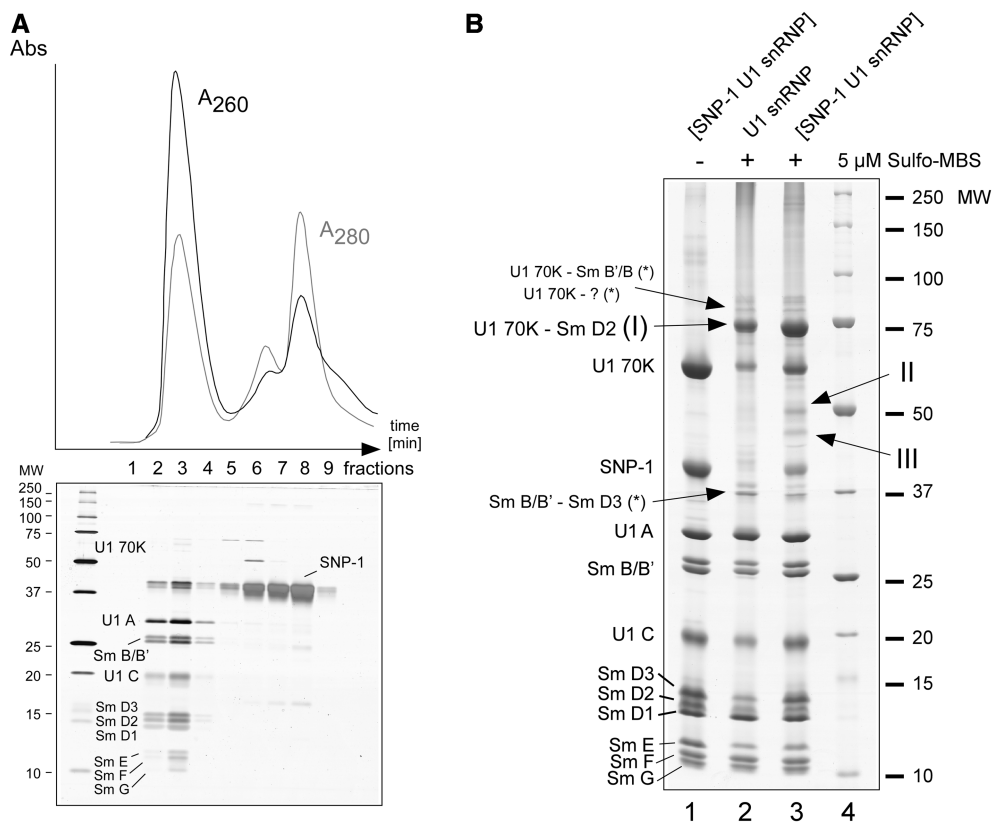 A
Abs
A260
A280
time
[min]
1 2 3 4 5 6 7 8 9 fractions
MW
250
150
100
75
50
37
25
20
15
10
U1 70K
SNP-1
U1 A
Sm B/B'
U1 C
Sm D3
Sm D2
Sm D1
Sm E
Sm F
Sm G
B
[SNP-1 U1 snRNP]
U1 snRNP
[SNP-1 U1 snRNP]
- + + 5 µM Sulfo-MBS
250 MW
150
100
75
50
37
25
20
15
10
U1 70K - Sm B'/B (*)
U1 70K - ? (*)
U1 70K - Sm D2 (I)
U1 70K
II
III
SNP-1
Sm B/B' - Sm D3 (*)
U1 A
Sm B/B'
U1 C
Sm D3
Sm D2
Sm D1
Sm E
Sm F
Sm G
1 2 3 4